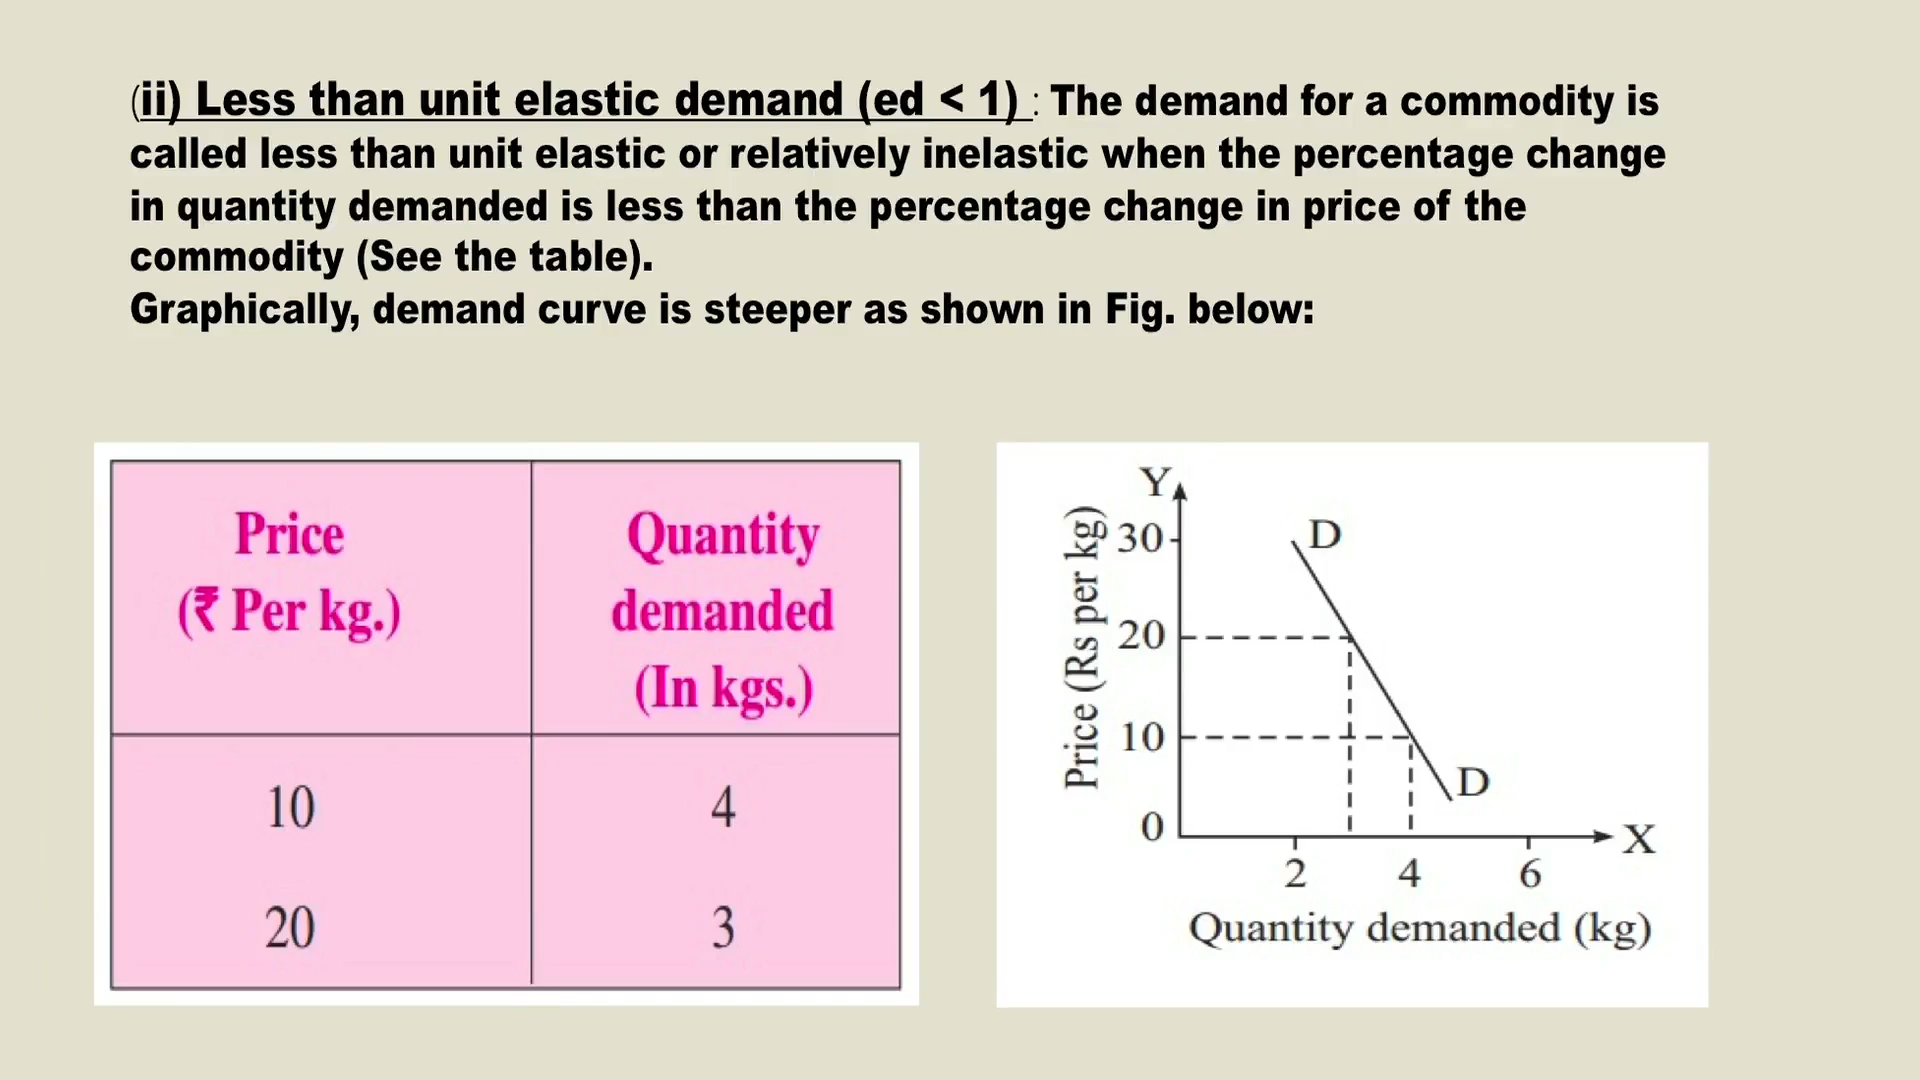 (ii) Less than unit elastic demand (ed < 1) : The demand for a commodity is
called less than unit elastic or relatively inelastic when the percentage change
in quantity demanded is less than the percentage change in price of the
commodity (See the table).
Graphically, demand curve is steeper as shown in Fig. below:
Price
(₹ Per kg.)
Quantity
demanded
(In kgs.)
10 4
20 3
Y
Price (Rs per kg)
30
20
10
0
D
D
X
2 4 6
Quantity demanded (kg)